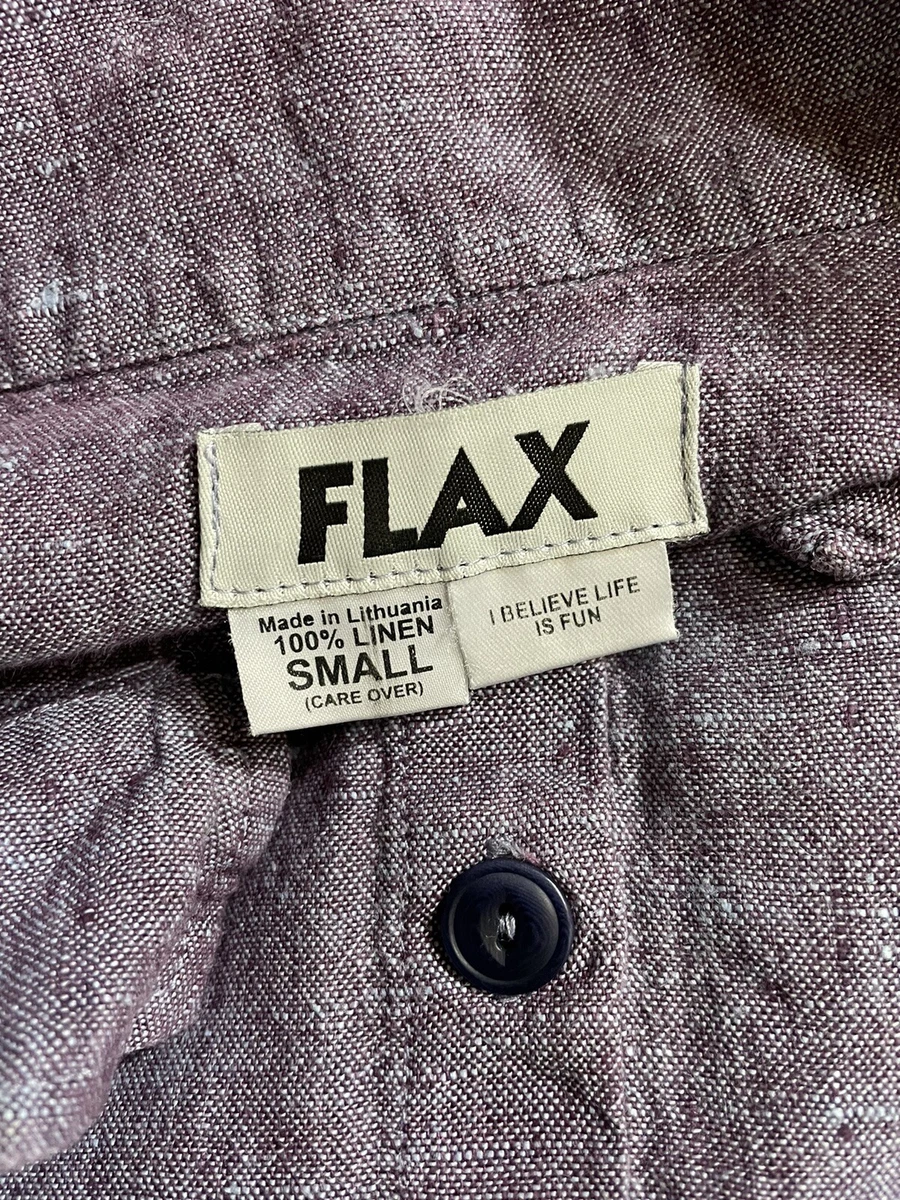 FLAX
Made in Lithuania
100% LINEN
SMALL
(CARE OVER)
I BELIEVE LIFE
IS FUN